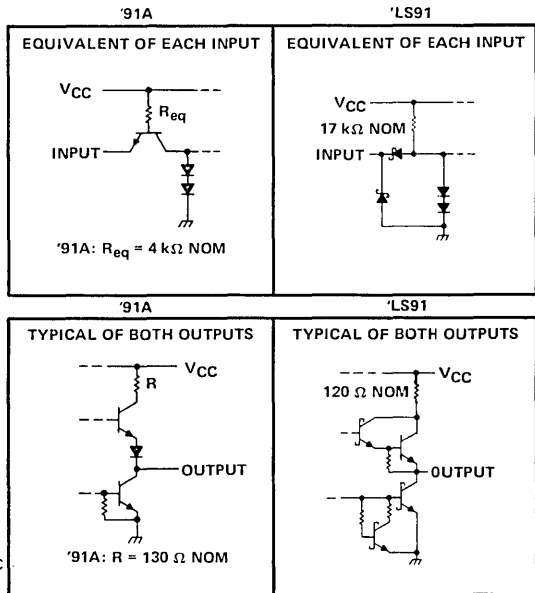 '91A
'LS91
EQUIVALENT OF EACH INPUT
EQUIVALENT OF EACH INPUT
VCC
Req
INPUT
'91A: Req = 4 kΩ NOM
VCC
17 kΩ NOM
INPUT
'91A
'LS91
TYPICAL OF BOTH OUTPUTS
TYPICAL OF BOTH OUTPUTS
VCC
R
OUTPUT
'91A: R = 130 Ω NOM
VCC
120 Ω NOM
OUTPUT
C